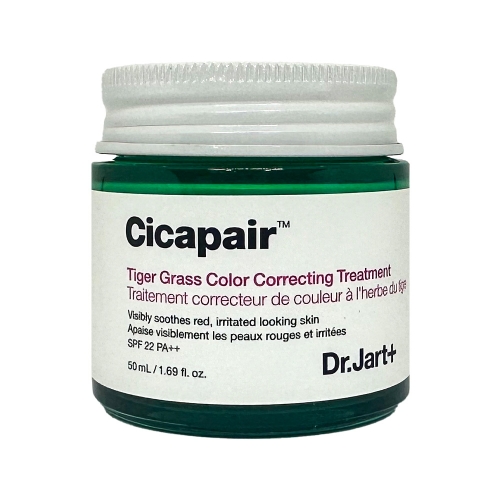 Cicapair™
Tiger Grass Color Correcting Treatment
Traitement correcteur de couleur à l'herbe du tigre
Visibly soothes red, irritated looking skin
Apaise visiblement les peaux rouges et irritées
SPF 22 PA++
50 mL / 1.69 fl. oz.
Dr.Jart+